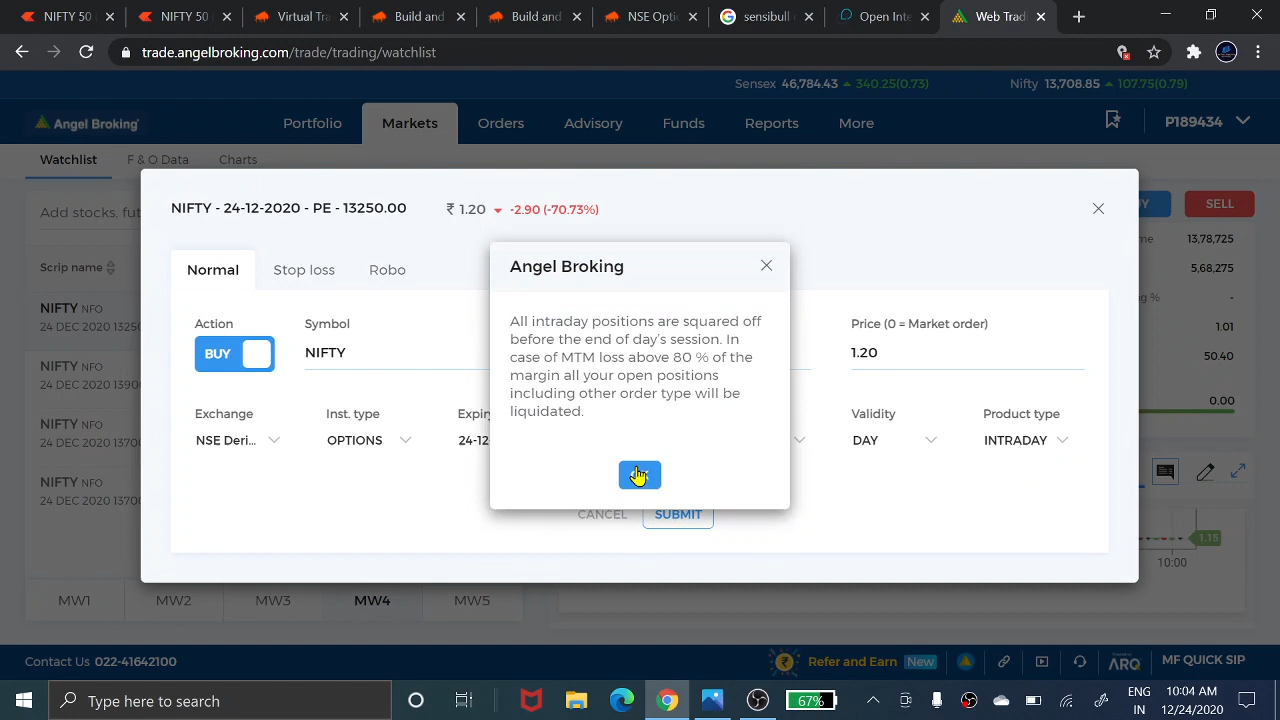 NIFTY 50
NIFTY 50
Virtual Tra
Build and
Build and
NSE Opti
sensibull
Open Inte
Web Tradi
trade.angelbroking.com/trade/trading/watchlist
Sensex 46,784.43 340.25(0.73) Nifty 13,708.85 107.75(0.79)
Angel Broking Portfolio Markets Orders Advisory Funds Reports More P189434
Watchlist F & O Data Charts
NIFTY - 24-12-2020 - PE - 13250.00 ₹ 1.20 -2.90 (-70.73%)
Add stocks, fut SELL
13,78,725
5,68,275
Scrip name
Normal Stop loss Robo
Angel Broking
NIFTY NFO
24 DEC 2020
NIFTY NFO
24 DEC 2020
NIFTY NFO
24 DEC 2020
NIFTY NFO
24 DEC 2020
1.01
50.40
0.00
Action Symbol Price (0 = Market order)
BUY NIFTY 1.20
All intraday positions are squared off
before the end of day's session. In
case of MTM loss above 80 % of the
margin all your open positions
including other order type will be
liquidated.
Exchange Inst. type Validity Product type
NSE Deri... OPTIONS 24-12 DAY INTRADAY
CANCEL SUBMIT
1.15
10:00
MW1 MW2 MW3 MW4 MW5
Contact Us 022-41642100 Refer and Earn New ARQ MF QUICK SIP
Type here to search 67% ENG 10:04 AM
IN 12/24/2020